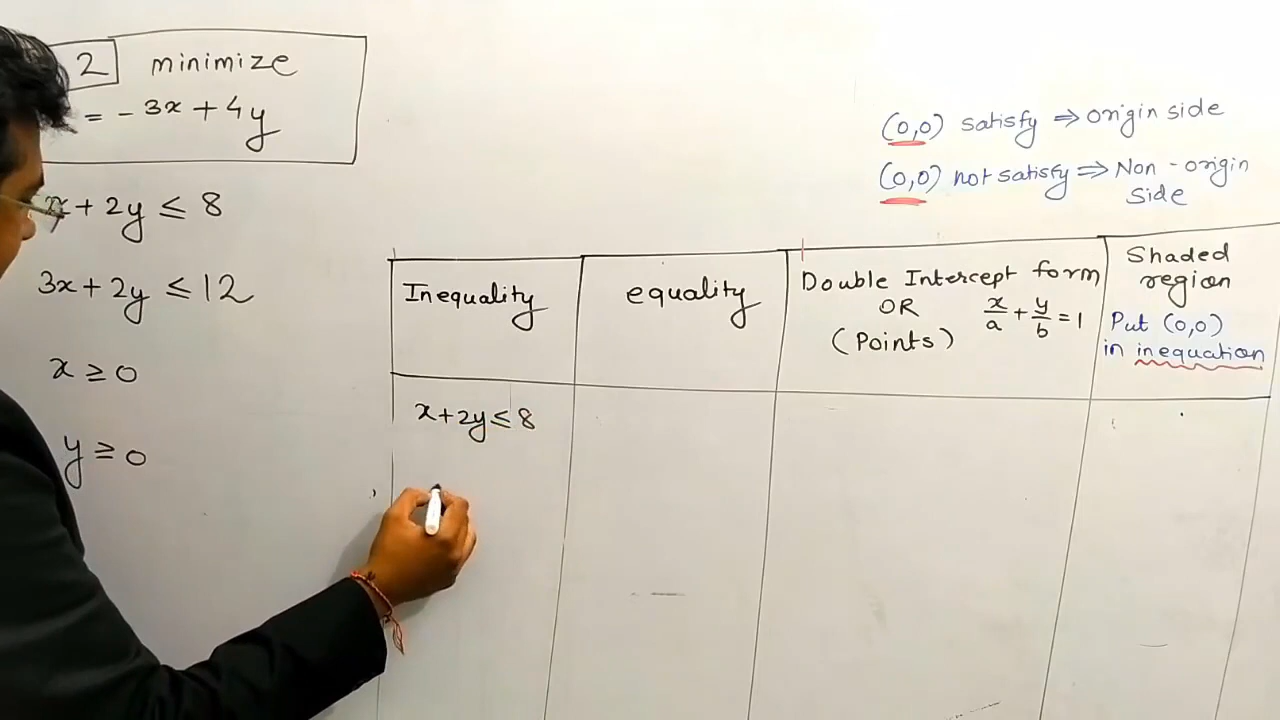 2 minimize
= -3x + 4y
x + 2y ≤ 8
3x + 2y ≤ 12
x ≥ 0
y ≥ 0
(0,0) satisfy ⇒ origin side
(0,0) not satisfy ⇒ Non-origin
side
Inequality
equality
Double Intercept form
OR x/a + y/b = 1
(Points)
Shaded
region
Put (0,0)
in inequation
x+2y ≤ 8